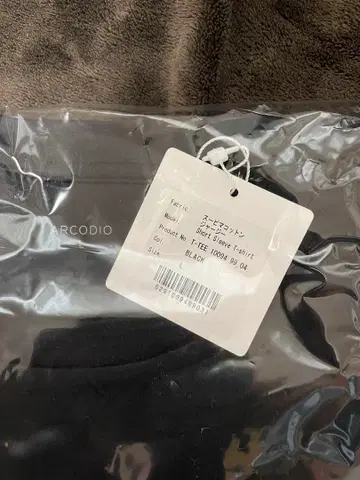 ARCODIO
Fabric スーピマコットン
ジャージー
Model Short Sleeve T-shirt
Product No. T-TEE 10094 99 04
Col. BLACK
Size